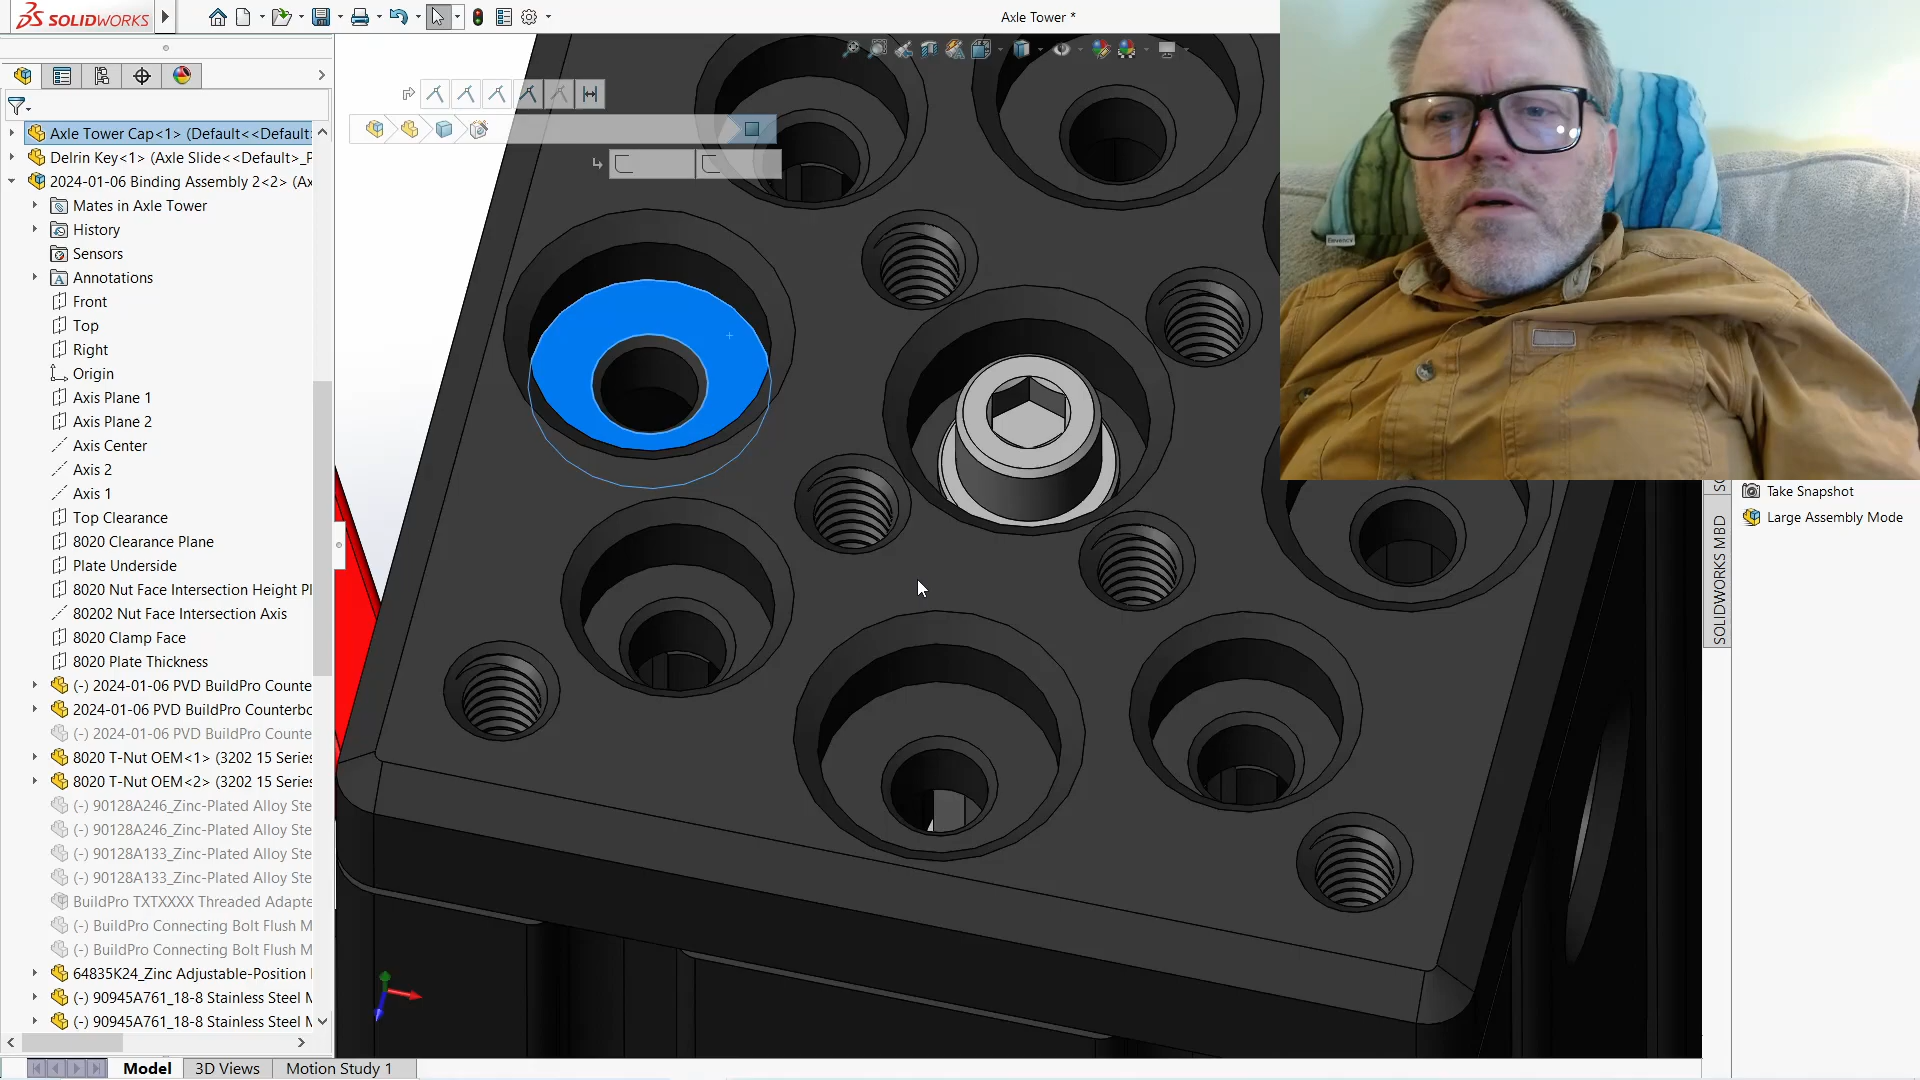 SOLIDWORKS
Axle Tower *
Axle Tower Cap<1> (Default<<Default
Delrin Key<1> (Axle Slide<<Default>_P
2024-01-06 Binding Assembly 2<2> (Ax
Mates in Axle Tower
History
Sensors
Annotations
Front
Top
Right
Origin
Axis Plane 1
Axis Plane 2
Axis Center
Axis 2
Axis 1
Top Clearance
8020 Clearance Plane
Plate Underside
8020 Nut Face Intersection Height Pl
80202 Nut Face Intersection Axis
8020 Clamp Face
8020 Plate Thickness
(-) 2024-01-06 PVD BuildPro Counte
2024-01-06 PVD BuildPro Counterbo
(-) 2024-01-06 PVD BuildPro Counte
8020 T-Nut OEM<1> (3202 15 Series
8020 T-Nut OEM<2> (3202 15 Series
(-) 90128A246_Zinc-Plated Alloy Ste
(-) 90128A246_Zinc-Plated Alloy Ste
(-) 90128A133_Zinc-Plated Alloy Ste
(-) 90128A133_Zinc-Plated Alloy Ste
BuildPro TXTXXXX Threaded Adapte
(-) BuildPro Connecting Bolt Flush M
(-) BuildPro Connecting Bolt Flush M
64835K24_Zinc Adjustable-Position
(-) 90945A761_18-8 Stainless Steel M
(-) 90945A761_18-8 Stainless Steel M
Model
3D Views
Motion Study 1
Take Snapshot
Large Assembly Mode
SOLIDWORKS MBD